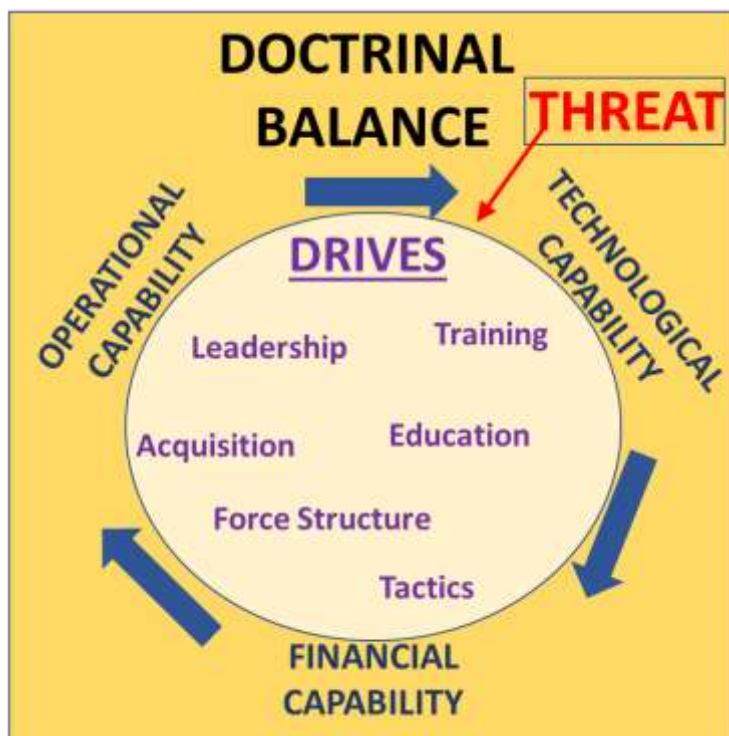 DOCTRINAL
BALANCE
THREAT
OPERATIONAL
CAPABILITY
TECHNOLOGICAL
CAPABILITY
DRIVES
Leadership
Training
Acquisition
Education
Force Structure
Tactics
FINANCIAL
CAPABILITY